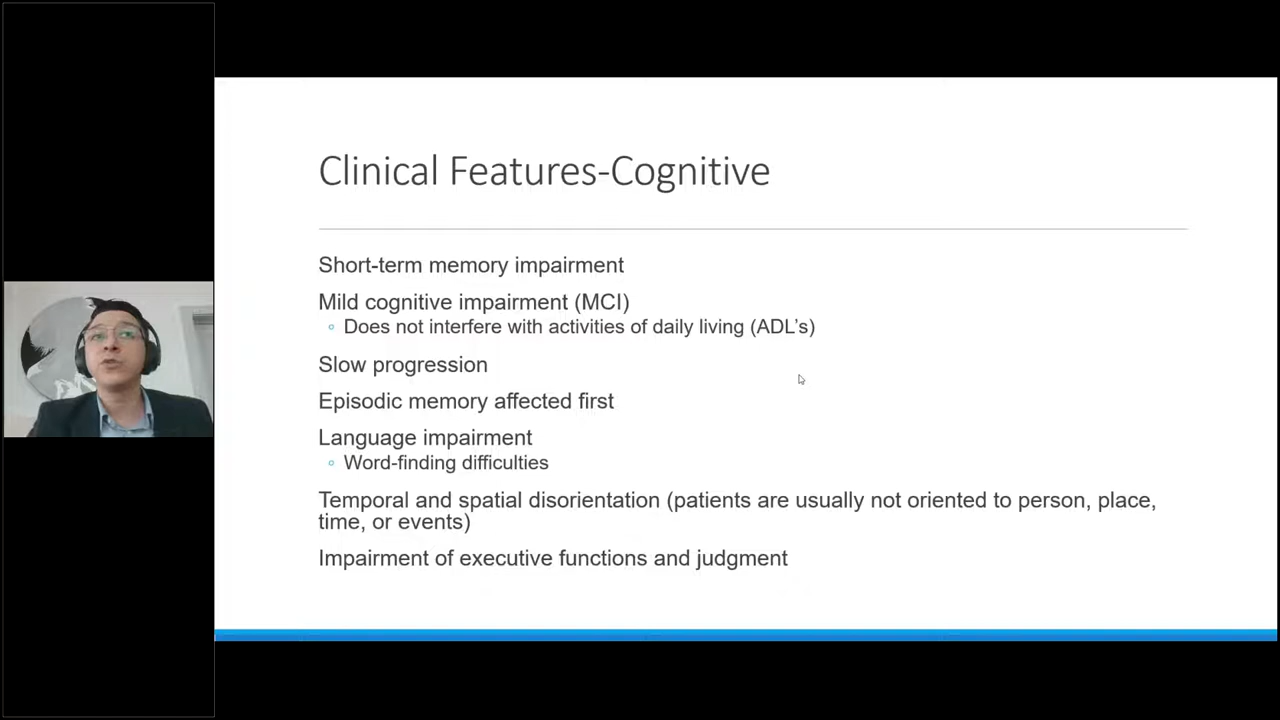 Clinical Features-Cognitive
Short-term memory impairment
Mild cognitive impairment (MCI)
◦ Does not interfere with activities of daily living (ADL’s)
Slow progression
Episodic memory affected first
Language impairment
◦ Word-finding difficulties
Temporal and spatial disorientation (patients are usually not oriented to person, place,
time, or events)
Impairment of executive functions and judgment